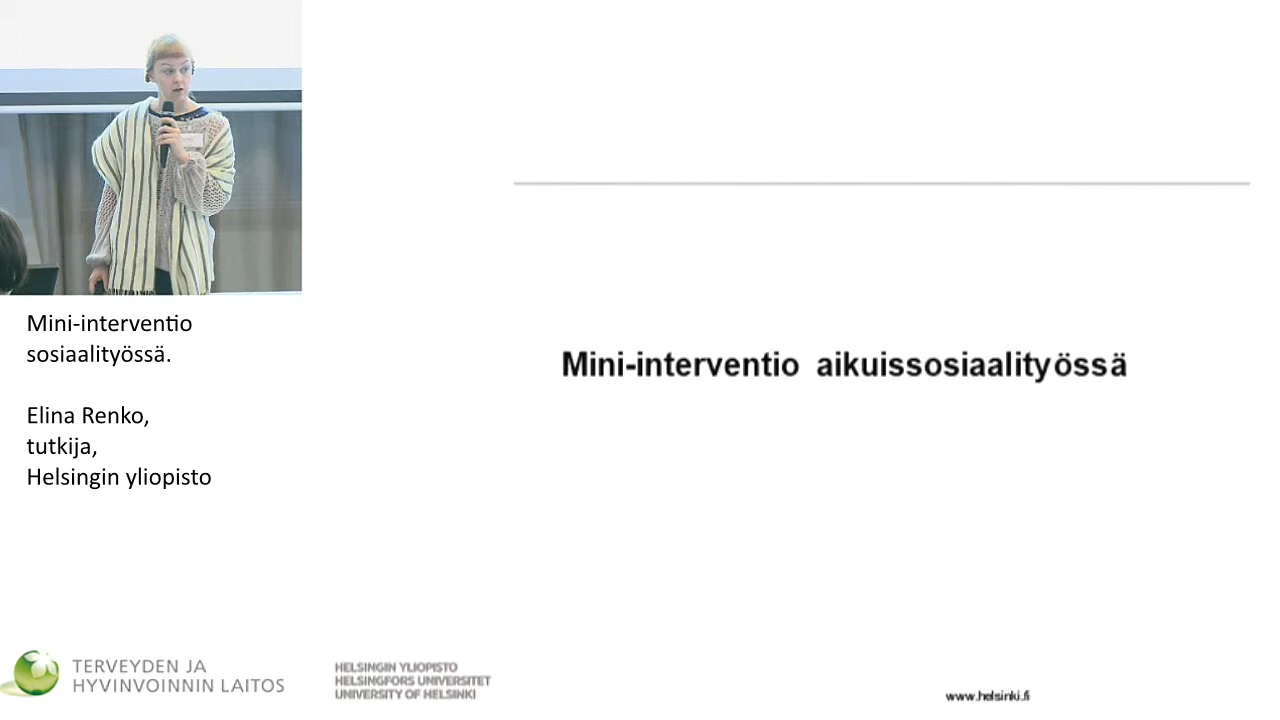 Mini-interventio
sosiaalityössä.
Elina Renko,
tutkija,
Helsingin yliopisto
Mini-interventio aikuissosiaalityössä
TERVEYDEN JA
HYVINVOINNIN LAITOS
HELSINGIN YLIOPISTO
HELSINGFORS UNIVERSITET
UNIVERSITY OF HELSINKI
www.helsinki.fi